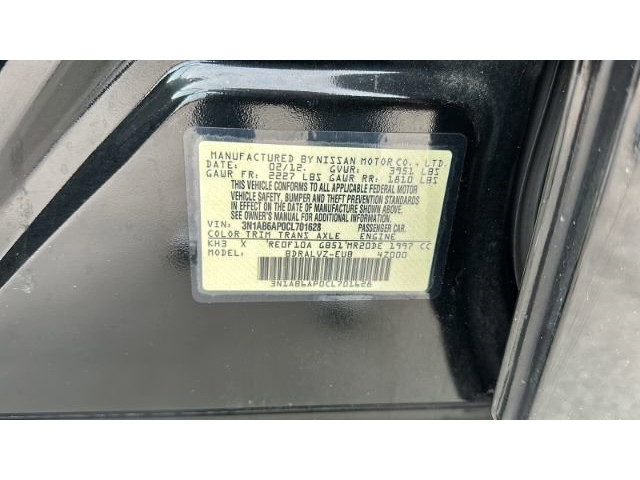 MANUFACTURED BY NISSAN MOTOR CO., LTD.
DATE: 02/12. GVWR: 3951 LBS
GAWR FR: 2227 LBS GAWR RR: 1810 LBS
THIS VEHICLE CONFORMS TO ALL APPLICABLE FEDERAL MOTOR
VEHICLE SAFETY, BUMPER, AND THEFT PREVENTION STANDARDS
IN EFFECT ON THE DATE OF MANUFACTURE SHOWN ABOVE.
SEE OWNER'S MANUAL FOR ADDITIONAL INFORMATION.
VIN: 3N1AB6AP0CL701628 PASSENGER CAR.
COLOR TRIM TRANS AXLE ENGINE
KH3 X RE0F10A GB51 MR20DE 1997 CC
MODEL: BDRALVZ-EUB 4Z000
3N1AB6AP0CL701628